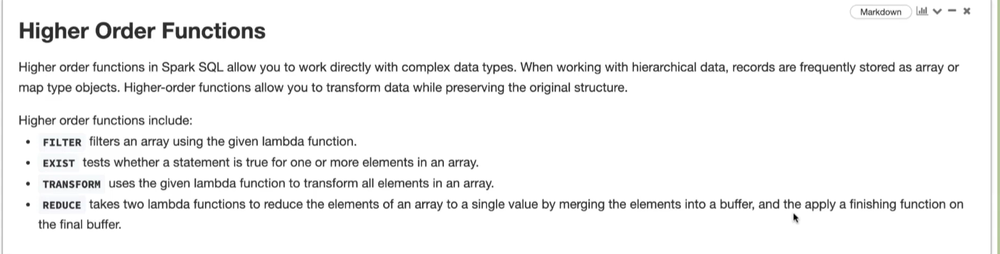 Markdown
Higher Order Functions
Higher order functions in Spark SQL allow you to work directly with complex data types. When working with hierarchical data, records are frequently stored as array or
map type objects. Higher-order functions allow you to transform data while preserving the original structure.
Higher order functions include:
• FILTER filters an array using the given lambda function.
• EXIST tests whether a statement is true for one or more elements in an array.
• TRANSFORM uses the given lambda function to transform all elements in an array.
• REDUCE takes two lambda functions to reduce the elements of an array to a single value by merging the elements into a buffer, and the apply a finishing function on
the final buffer.